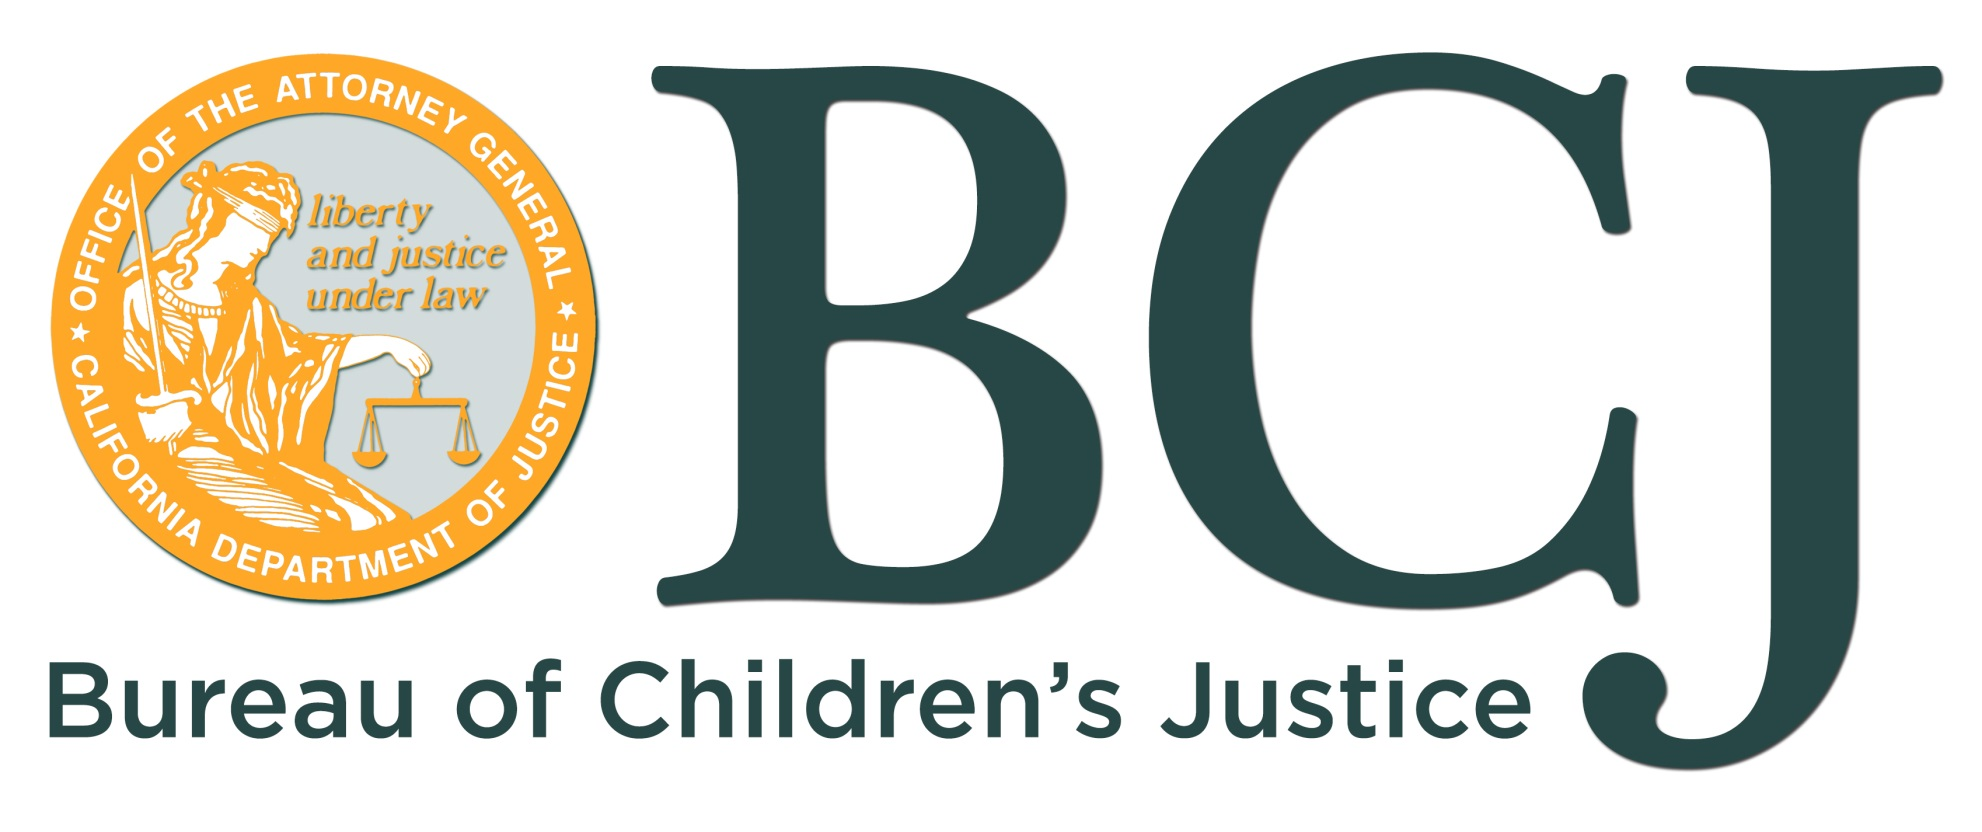 OFFICE OF THE ATTORNEY GENERAL
liberty
and justice
under law
CALIFORNIA DEPARTMENT OF JUSTICE
BCJ
Bureau of Children’s Justice